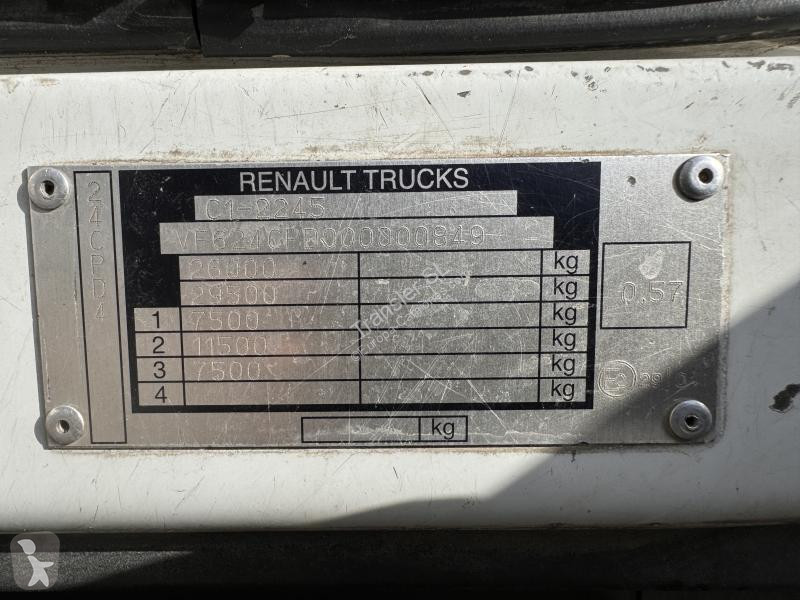 RENAULT TRUCKS
24CPD4
C1-2245
26000 kg
29500 kg
1 7500 kg
2 11500 kg
3 7500 kg
4 kg
0.57
kg